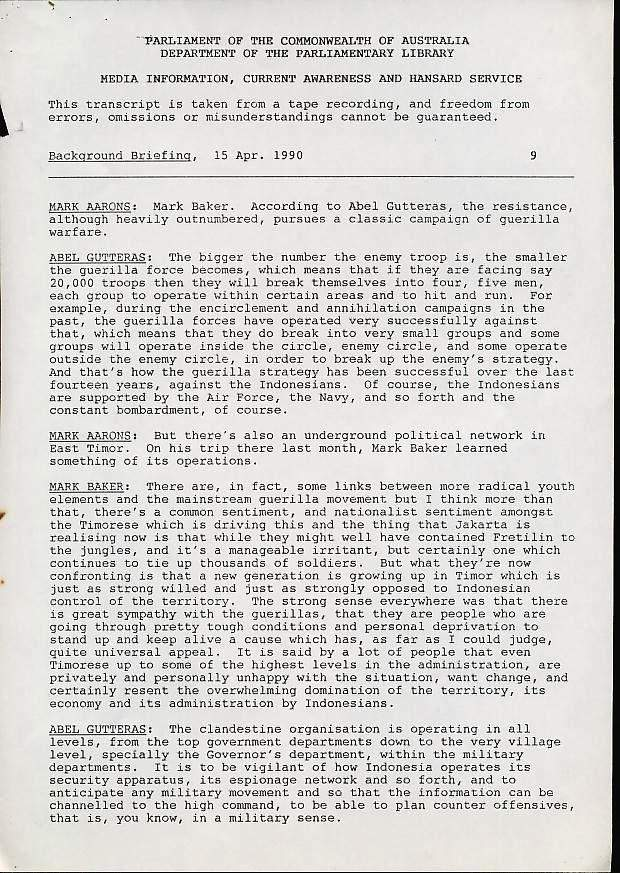 PARLIAMENT OF THE COMMONWEALTH OF AUSTRALIA
DEPARTMENT OF THE PARLIAMENTARY LIBRARY
MEDIA INFORMATION, CURRENT AWARENESS AND HANSARD SERVICE
This transcript is taken from a tape recording, and freedom from
errors, omissions or misunderstandings cannot be guaranteed.
Background Briefing, 15 Apr. 1990 9
MARK AARONS: Mark Baker. According to Abel Gutteras, the resistance,
although heavily outnumbered, pursues a classic campaign of guerilla
warfare.
ABEL GUTTERAS: The bigger the number the enemy troop is, the smaller
the guerilla force becomes, which means that if they are facing say
20,000 troops then they will break themselves into four, five men,
each group to operate within certain areas and to hit and run. For
example, during the encirclement and annihilation campaigns in the
past, the guerilla forces have operated very successfully against
that, which means that they do break into very small groups and some
groups will operate inside the circle, enemy circle, and some operate
outside the enemy circle, in order to break up the enemy's strategy.
And that's how the guerilla strategy has been successful over the last
fourteen years, against the Indonesians. Of course, the Indonesians
are supported by the Air Force, the Navy, and so forth and the
constant bombardment, of course.
MARK AARONS: But there's also an underground political network in
East Timor. On his trip there last month, Mark Baker learned
something of its operations.
MARK BAKER: There are, in fact, some links between more radical youth
elements and the mainstream guerilla movement but I think more than
that, there's a common sentiment, and nationalist sentiment amongst
the Timorese which is driving this and the thing that Jakarta is
realising now is that while they might well have contained Fretilin to
the jungles, and it's a manageable irritant, but certainly one which
continues to tie up thousands of soldiers. But what they're now
confronting is that a new generation is growing up in Timor which is
just as strong willed and just as strongly opposed to Indonesian
control of the territory. The strong sense everywhere was that there
is great sympathy with the guerillas, that they are people who are
going through pretty tough conditions and personal deprivation to
stand up and keep alive a cause which has, as far as I could judge,
quite universal appeal. It is said by a lot of people that even
Timorese up to some of the highest levels in the administration, are
privately and personally unhappy with the situation, want change, and
certainly resent the overwhelming domination of the territory, its
economy and its administration by Indonesians.
ABEL GUTTERAS: The clandestine organisation is operating in all
levels, from the top government departments down to the very village
level, specially the Governor's department, within the military
departments. It is to be vigilant of how Indonesia operates its
security apparatus, its espionage network and so forth, and to
anticipate any military movement and so that the information can be
channelled to the high command, to be able to plan counter offensives,
that is, you know, in a military sense.